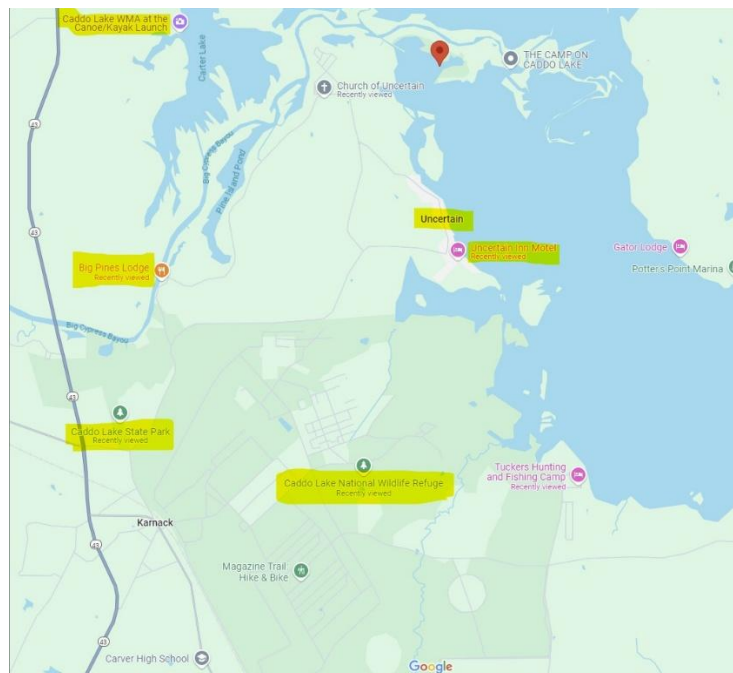 Caddo Lake WMA at the
Canoe/Kayak Launch
Carter Lake
THE CAMP ON
CADDO LAKE
Church of Uncertain
Recently viewed
43
Big Cypress Bayou
Pine Island Pond
Uncertain
Uncertain Inn Motel
Recently viewed
Gator Lodge
Potter's Point Marina
Big Pines Lodge
Recently viewed
Big Cypress Bayou
43
43
Caddo Lake State Park
Recently viewed
Caddo Lake National Wildlife Refuge
Recently viewed
Tuckers Hunting
and Fishing Camp
Recently viewed
Karnack
43
Magazine Trail
Hike & Bike
43
Carver High School
Google